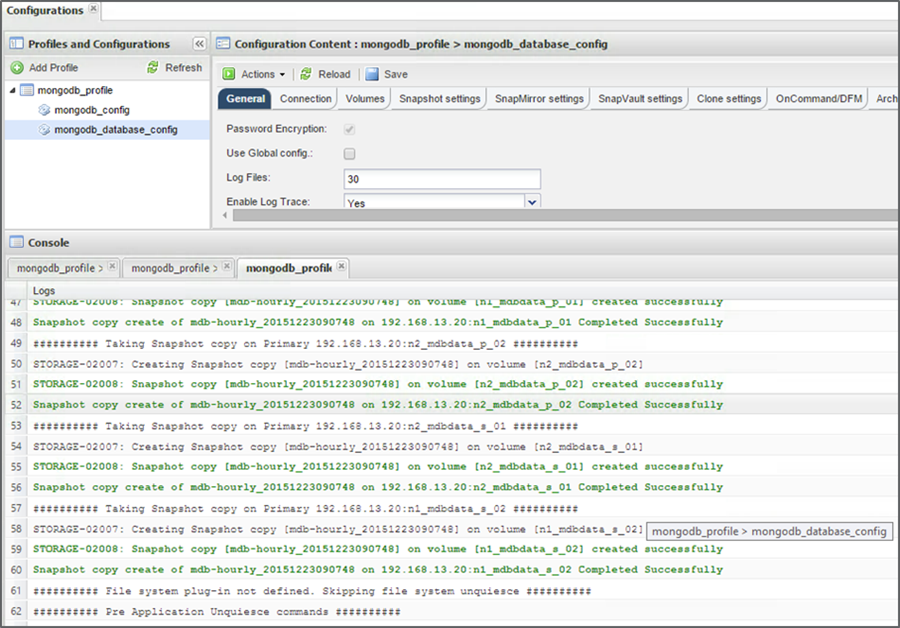 Configurations
Profiles and Configurations
Add Profile Refresh
mongodb_profile
mongodb_config
mongodb_database_config
Configuration Content : mongodb_profile > mongodb_database_config
Actions Reload Save
General Connection Volumes Snapshot settings SnapMirror settings SnapVault settings Clone settings OnCommand/DFM Arch
Password Encryption:
Use Global config.:
Log Files: 30
Enable Log Trace: Yes
Console
mongodb_profile > mongodb_profile > mongodb_profile
Logs
47 STORAGE-02008: Snapshot copy [mdb-hourly_20151223090748] on volume [n1_mdbdata_p_01] created successfully
48 Snapshot copy create of mdb-hourly_20151223090748 on 192.168.13.20:n1_mdbdata_p_01 Completed Successfully
49 ########## Taking Snapshot copy on Primary 192.168.13.20:n2_mdbdata_p_02 ##########
50 STORAGE-02007: Creating Snapshot copy [mdb-hourly_20151223090748] on volume [n2_mdbdata_p_02]
51 STORAGE-02008: Snapshot copy [mdb-hourly_20151223090748] on volume [n2_mdbdata_p_02] created successfully
52 Snapshot copy create of mdb-hourly_20151223090748 on 192.168.13.20:n2_mdbdata_p_02 Completed Successfully
53 ########## Taking Snapshot copy on Primary 192.168.13.20:n2_mdbdata_s_01 ##########
54 STORAGE-02007: Creating Snapshot copy [mdb-hourly_20151223090748] on volume [n2_mdbdata_s_01]
55 STORAGE-02008: Snapshot copy [mdb-hourly_20151223090748] on volume [n2_mdbdata_s_01] created successfully
56 Snapshot copy create of mdb-hourly_20151223090748 on 192.168.13.20:n2_mdbdata_s_01 Completed Successfully
57 ########## Taking Snapshot copy on Primary 192.168.13.20:n1_mdbdata_s_02 ##########
58 STORAGE-02007: Creating Snapshot copy [mdb-hourly_20151223090748] on volume [n1_mdbdata_s_02] mongodb_profile > mongodb_database_config
59 STORAGE-02008: Snapshot copy [mdb-hourly_20151223090748] on volume [n1_mdbdata_s_02] created successfully
60 Snapshot copy create of mdb-hourly_20151223090748 on 192.168.13.20:n1_mdbdata_s_02 Completed Successfully
61 ########## File system plug-in not defined. Skipping file system unquiesce ##########
62 ########## Pre Application Unquiesce commands ##########